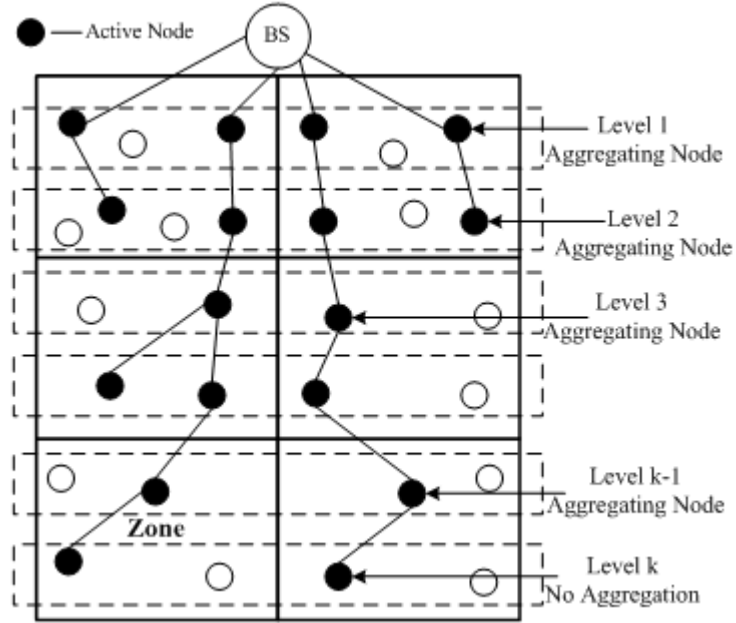 Active Node
BS
Level 1
Aggregating Node
Level 2
Aggregating Node
Level 3
Aggregating Node
Level k-1
Aggregating Node
Zone
Level k
No Aggregation